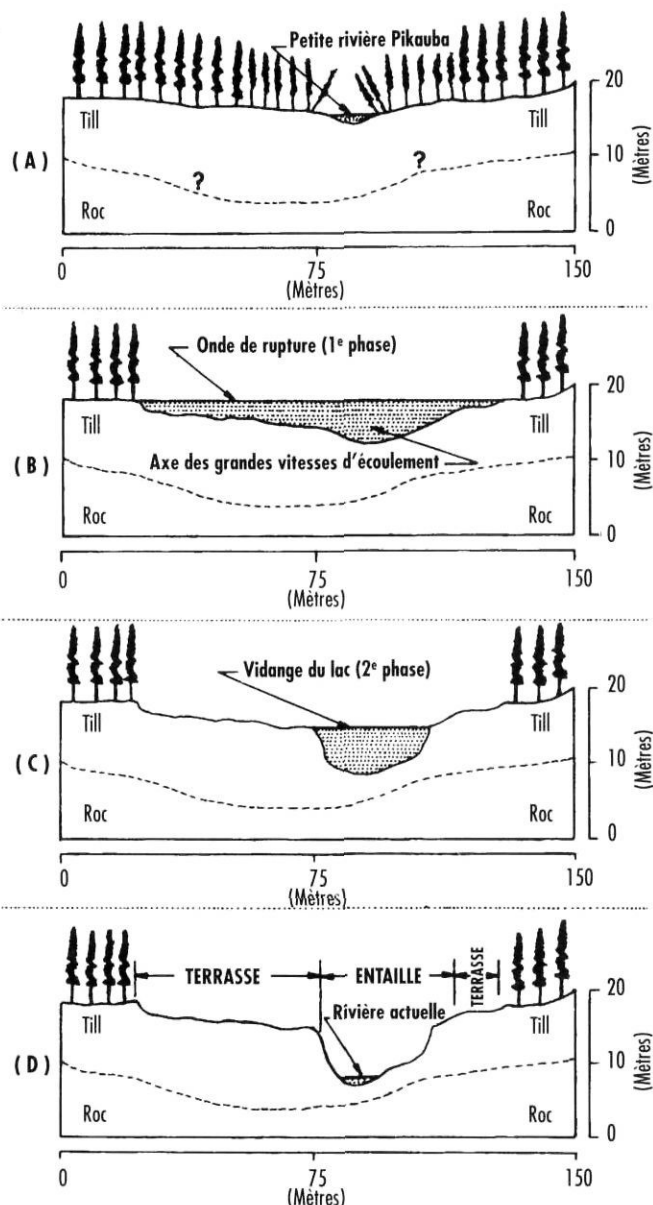 Petite rivière Pikauba
Till
Till
(A)
?
?
Roc
Roc
20
10
0
(Mètres)
0
75
150
(Mètres)
Onde de rupture (1e phase)
Till
Till
(B)
Axe des grandes vitesses d'écoulement
Roc
Roc
20
10
0
(Mètres)
0
75
150
(Mètres)
Vidange du lac (2e phase)
Till
Till
(C)
Roc
Roc
20
10
0
(Mètres)
0
75
150
(Mètres)
TERRASSE
ENTAILLE
TERRASSE
Rivière actuelle
Till
Till
(D)
Roc
Roc
20
10
0
(Mètres)
0
75
150
(Mètres)